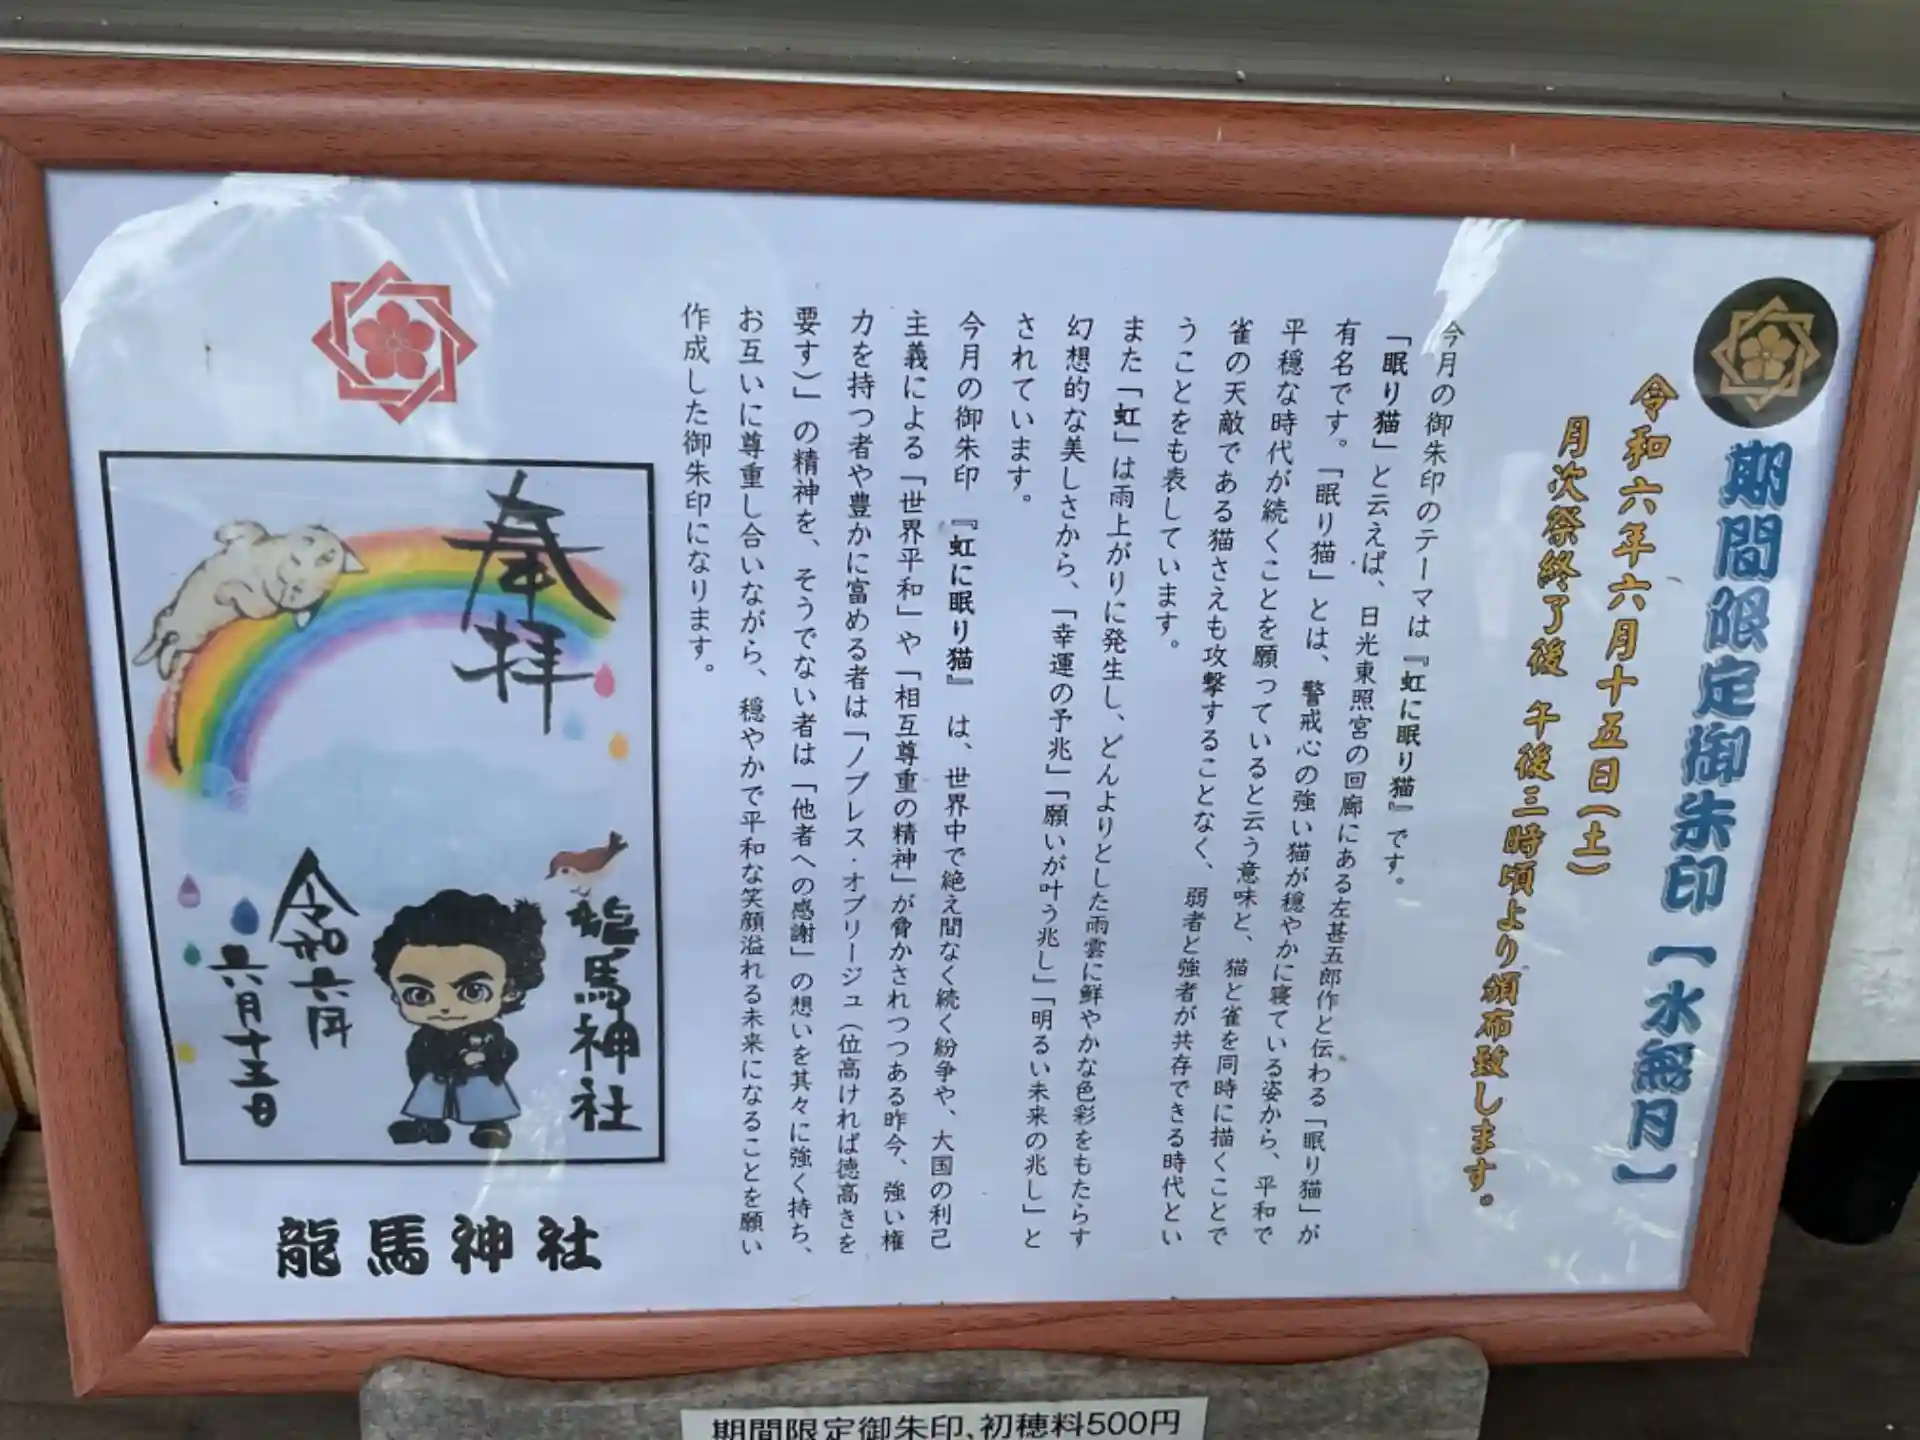 期間限定御朱印【水無月】
令和六年六月十五日(土)
月次祭終了後 午後三時頃より頒布致します。
今月の御朱印のテーマは『虹に眠り猫』です。
「眠り猫」と云えば、日光東照宮の回廊にある左甚五郎作と伝わる「眠り猫」が
有名です。「眠り猫」とは、警戒心の強い猫が穏やかに寝ている姿から、平和で
平穏な時代が続くことを願っていると云う意味と、猫と雀を同時に描くことで
雀の天敵である猫さえも攻撃することなく、弱者と強者が共存できる時代とい
うことをも表しています。
また「虹」は雨上がりに発生し、どんよりとした雨雲に鮮やかな色彩をもたらす
幻想的な美しさから、「幸運の予兆」「願いが叶う兆し」「明るい未来の兆し」と
されています。
今月の御朱印『虹に眠り猫』は、世界中で絶え間なく続く紛争や、大国の利己
主義による「世界平和」や「相互尊重の精神」が脅かされつつある昨今、強い権
力を持つ者や豊かに富める者は「ノブレス・オブリージュ(位高ければ徳高きを
要す)」の精神を、そうでない者は「他者への感謝」の想いを其々に強く持ち、
お互いに尊重し合いながら、穏やかで平和な笑顔溢れる未来になることを願い
作成した御朱印になります。
奉拝
龍馬神社
令和六年
六月十五日
龍馬神社
期間限定御朱印、初穂料500円